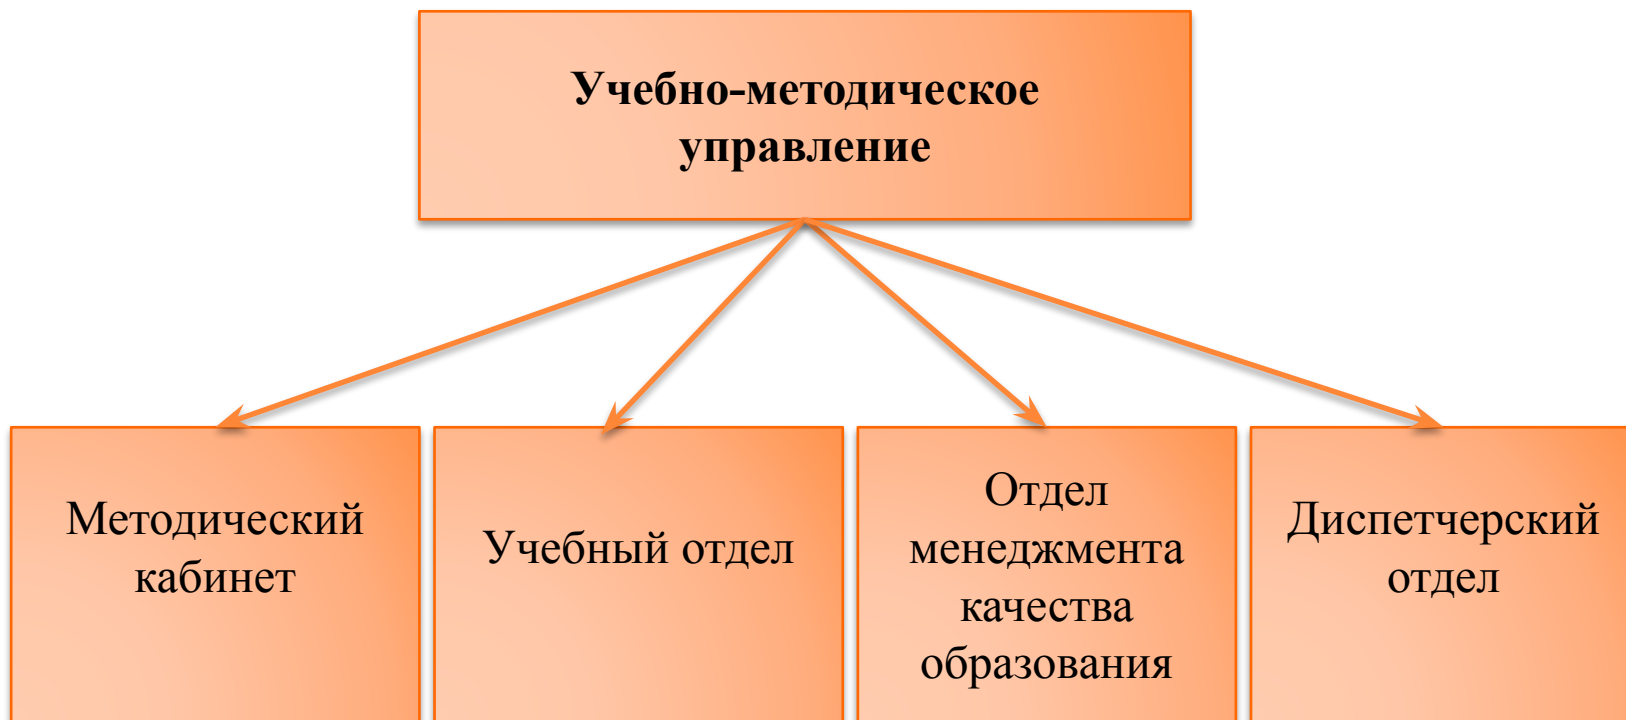 Учебно-методическое
управление
Методический
кабинет
Учебный отдел
Отдел
менеджмента
качества
образования
Диспетчерский
отдел